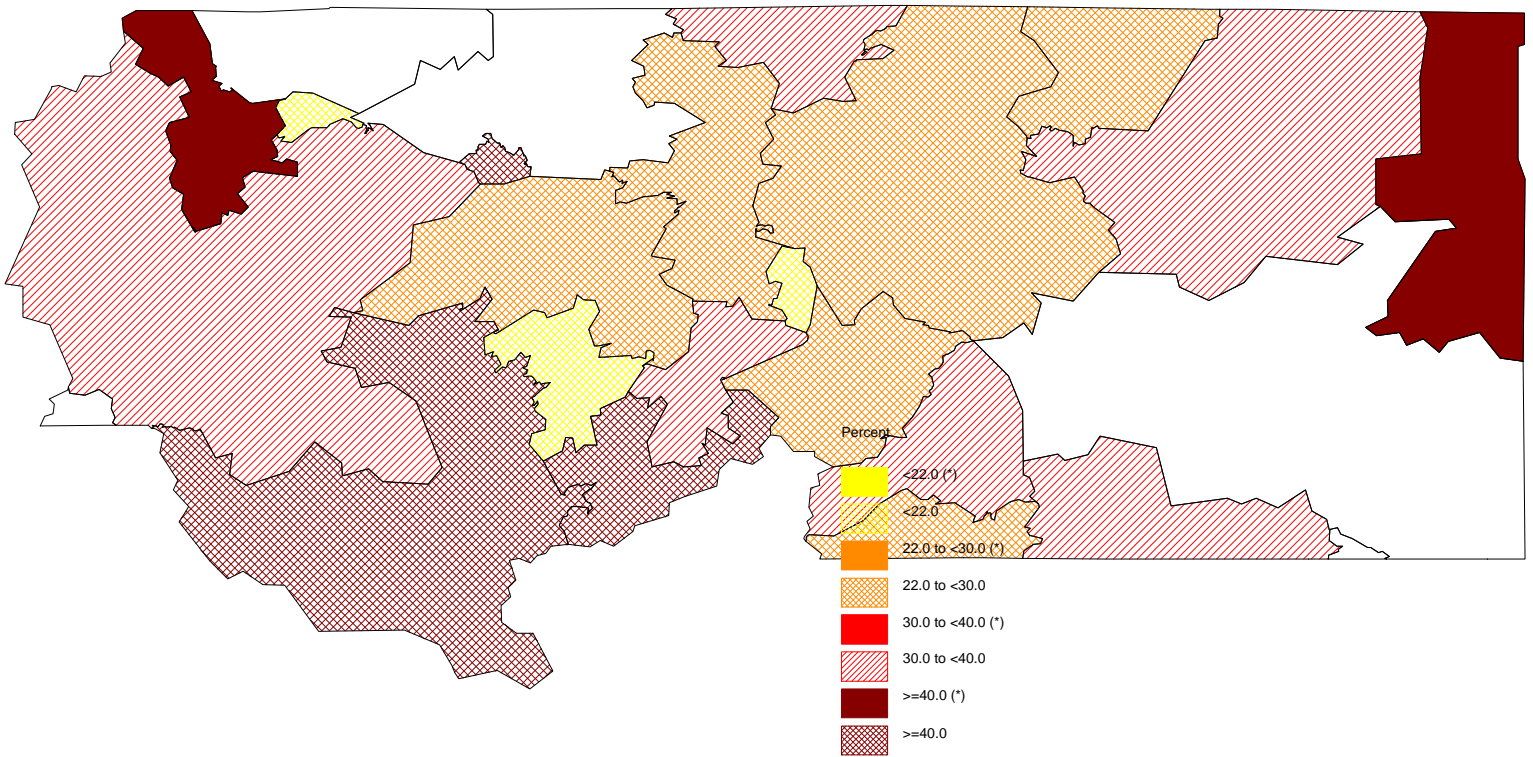 Percent
<22.0 (*)
<22.0
22.0 to <30.0 (*)
22.0 to <30.0
30.0 to <40.0 (*)
30.0 to <40.0
>=40.0 (*)
>=40.0